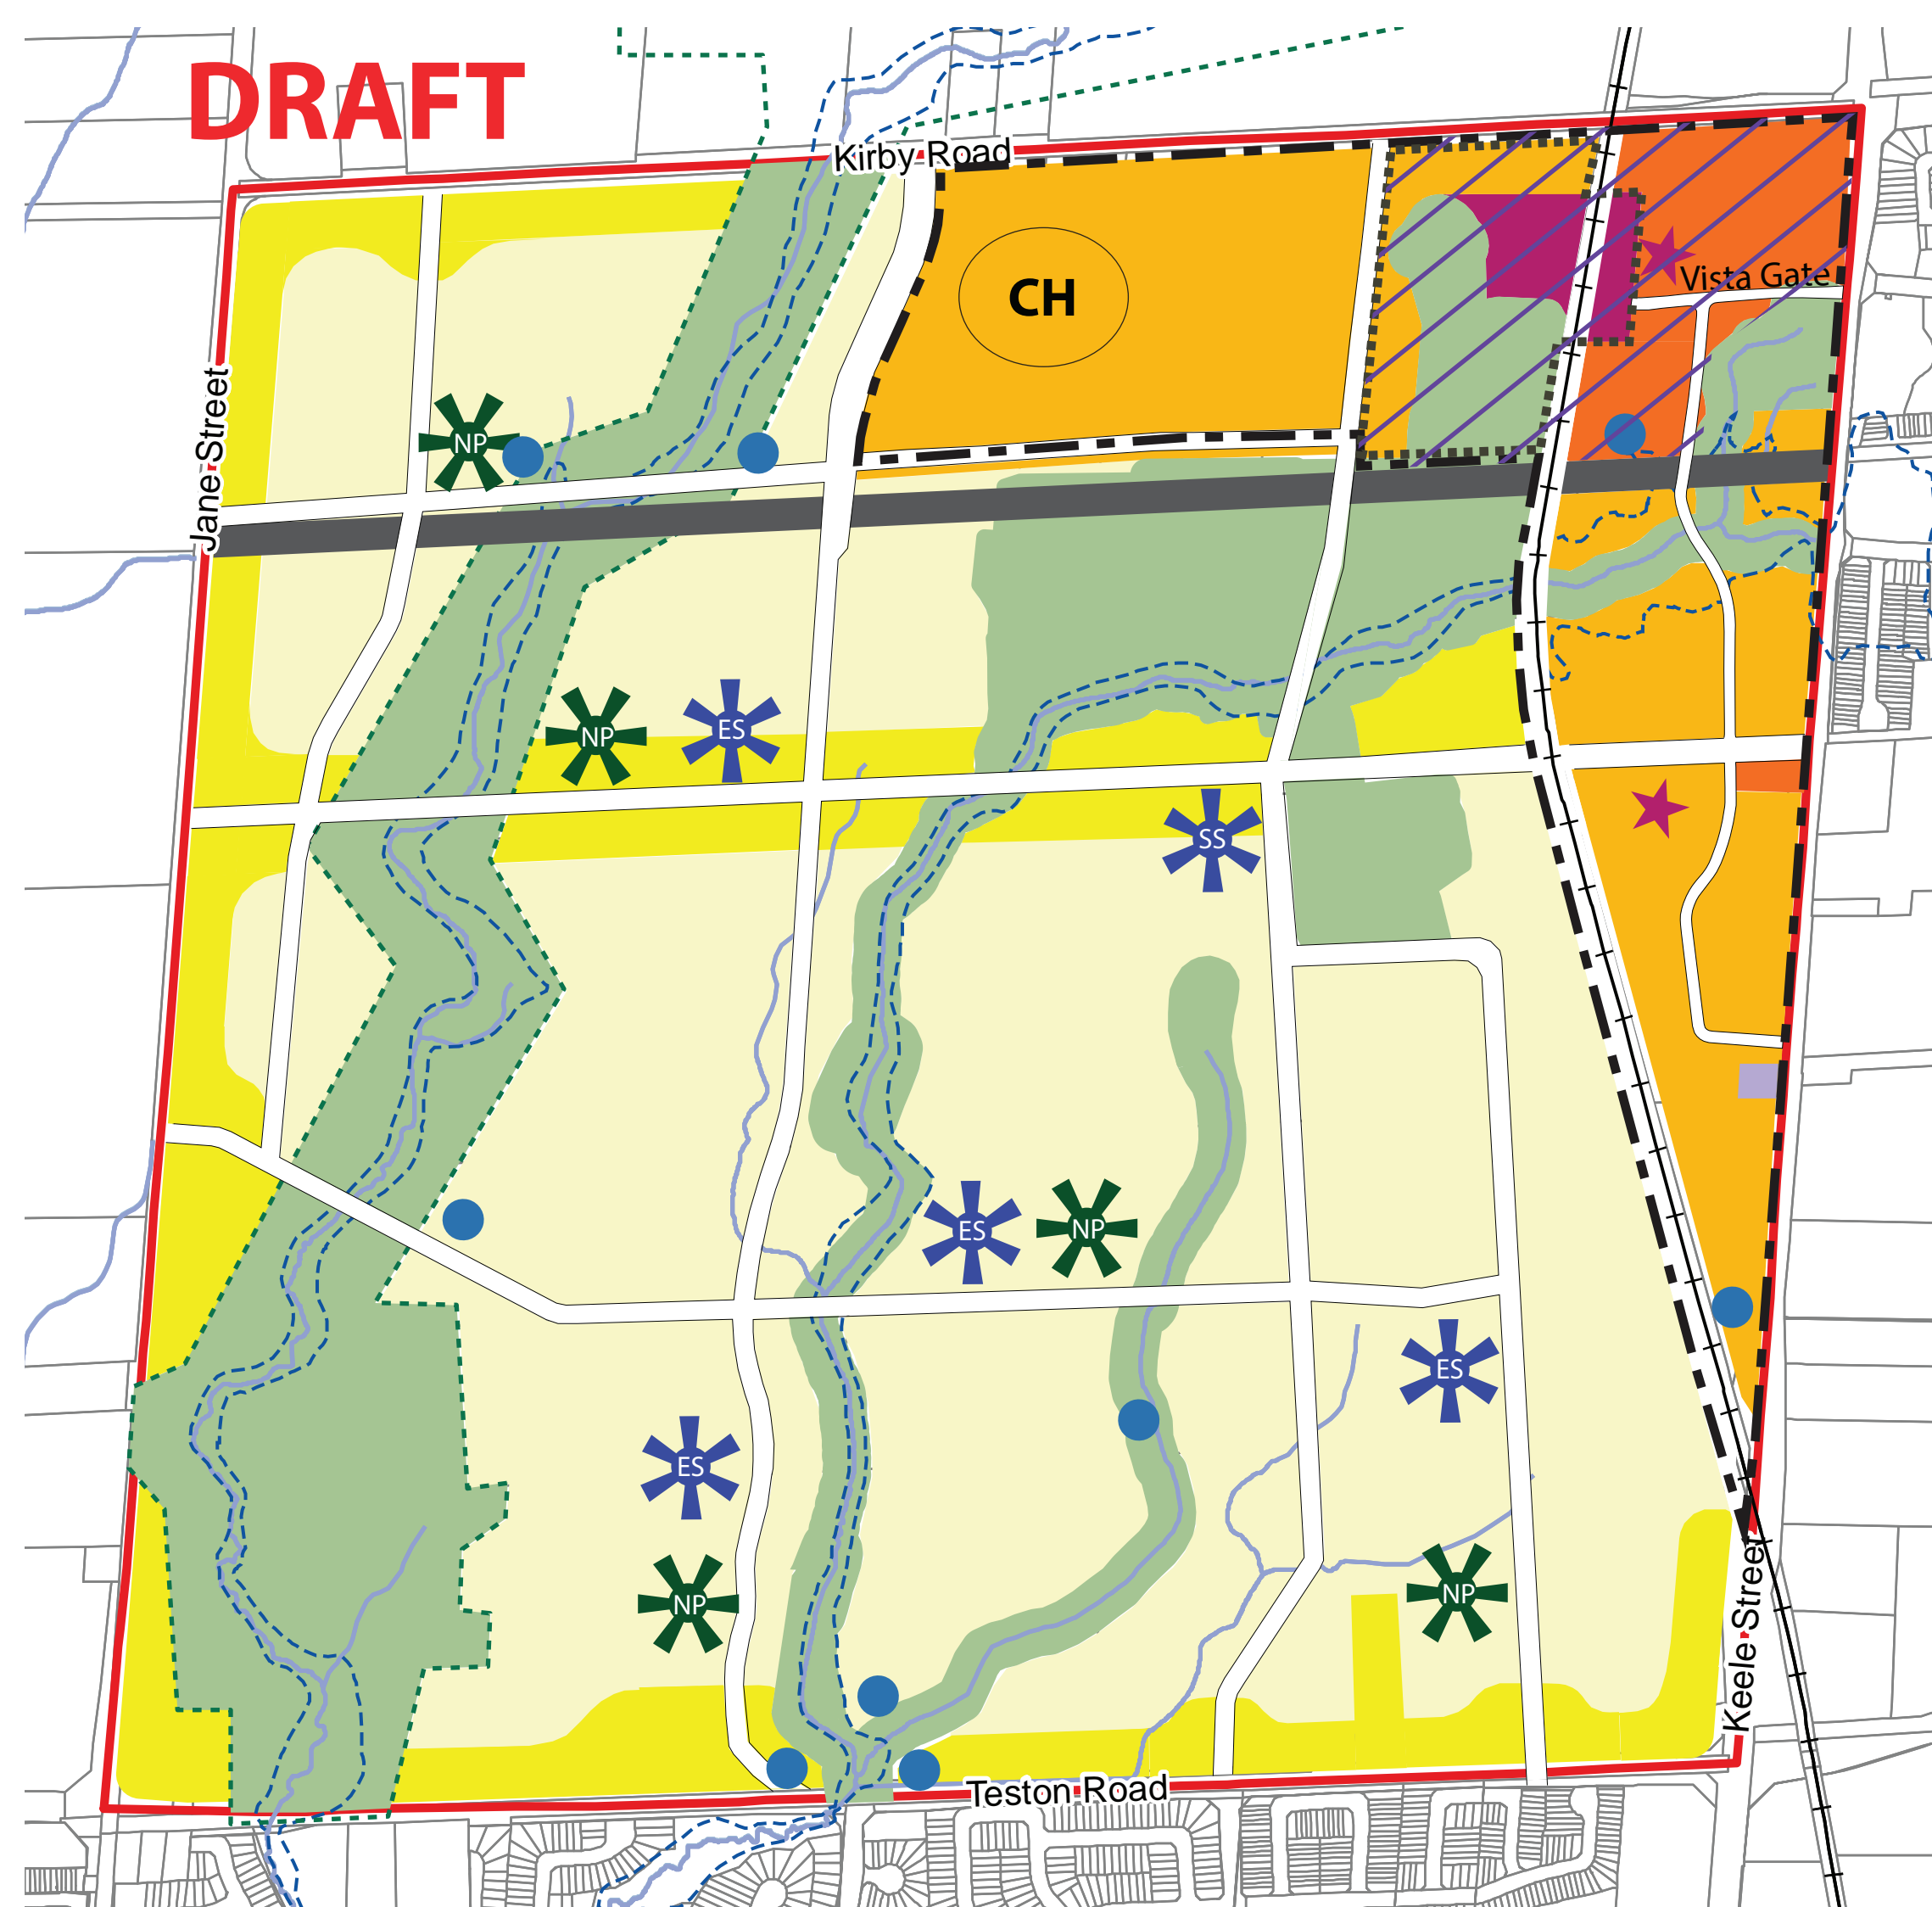 DRAFT
Kirby Road
Vista Gate
CH
Jane Street
NP
NP
ES
SS
ES
NP
ES
ES
NP
NP
Keele Street
Teston Road